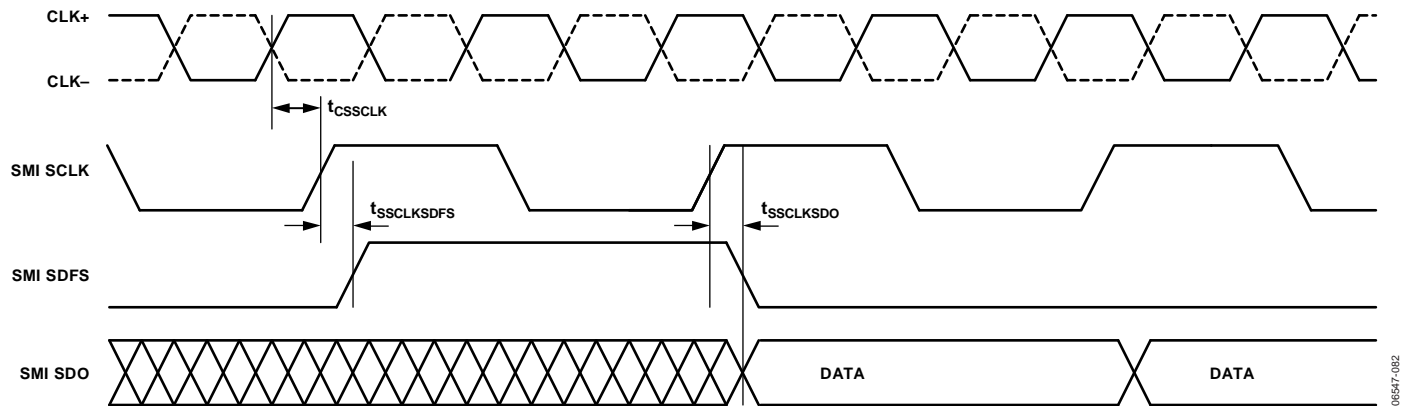 CLK+
CLK–
tCSSCLK
SMI SCLK
tSSCLKSDFS
tSSCLKSDO
SMI SDFS
SMI SDO
DATA
DATA
06547-082